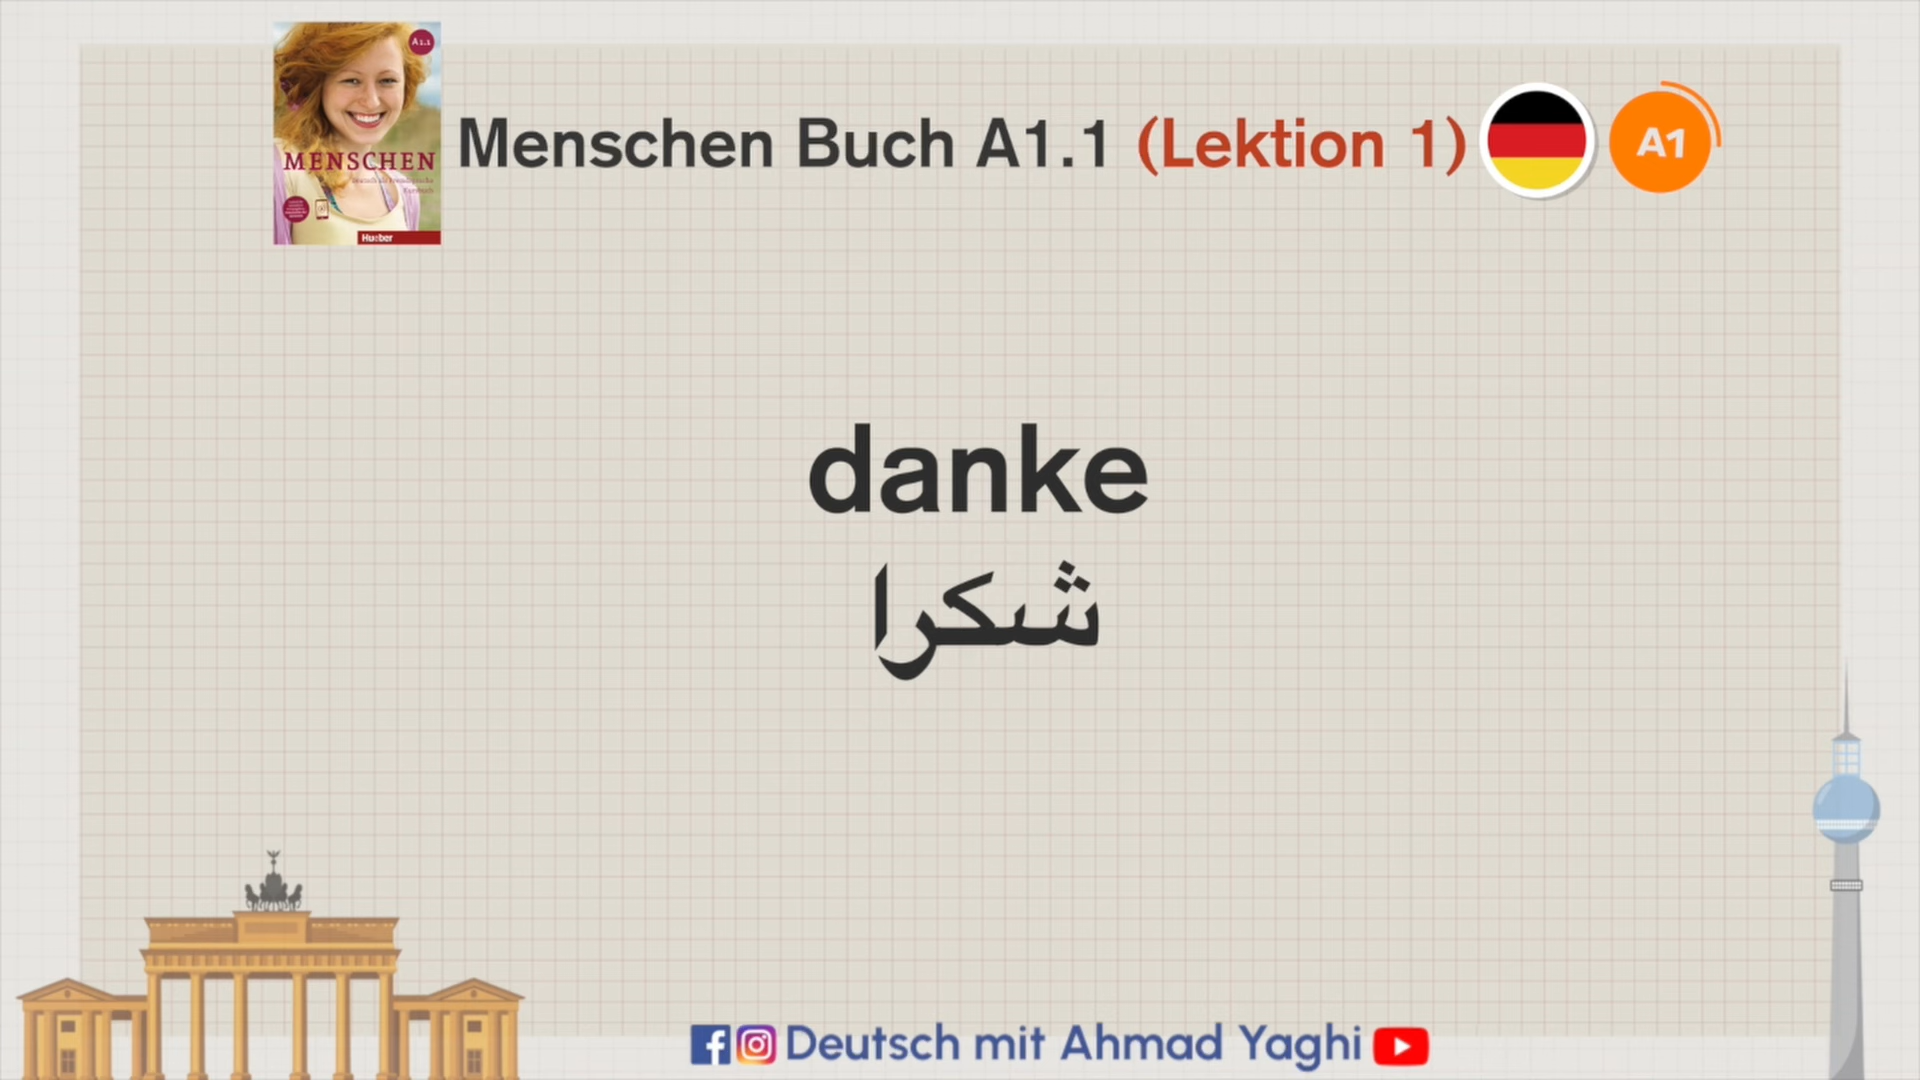 A1.1
MENSCHEN
Hueber
Menschen Buch A1.1 (Lektion 1)
A1
danke
شكرا
Deutsch mit Ahmad Yaghi